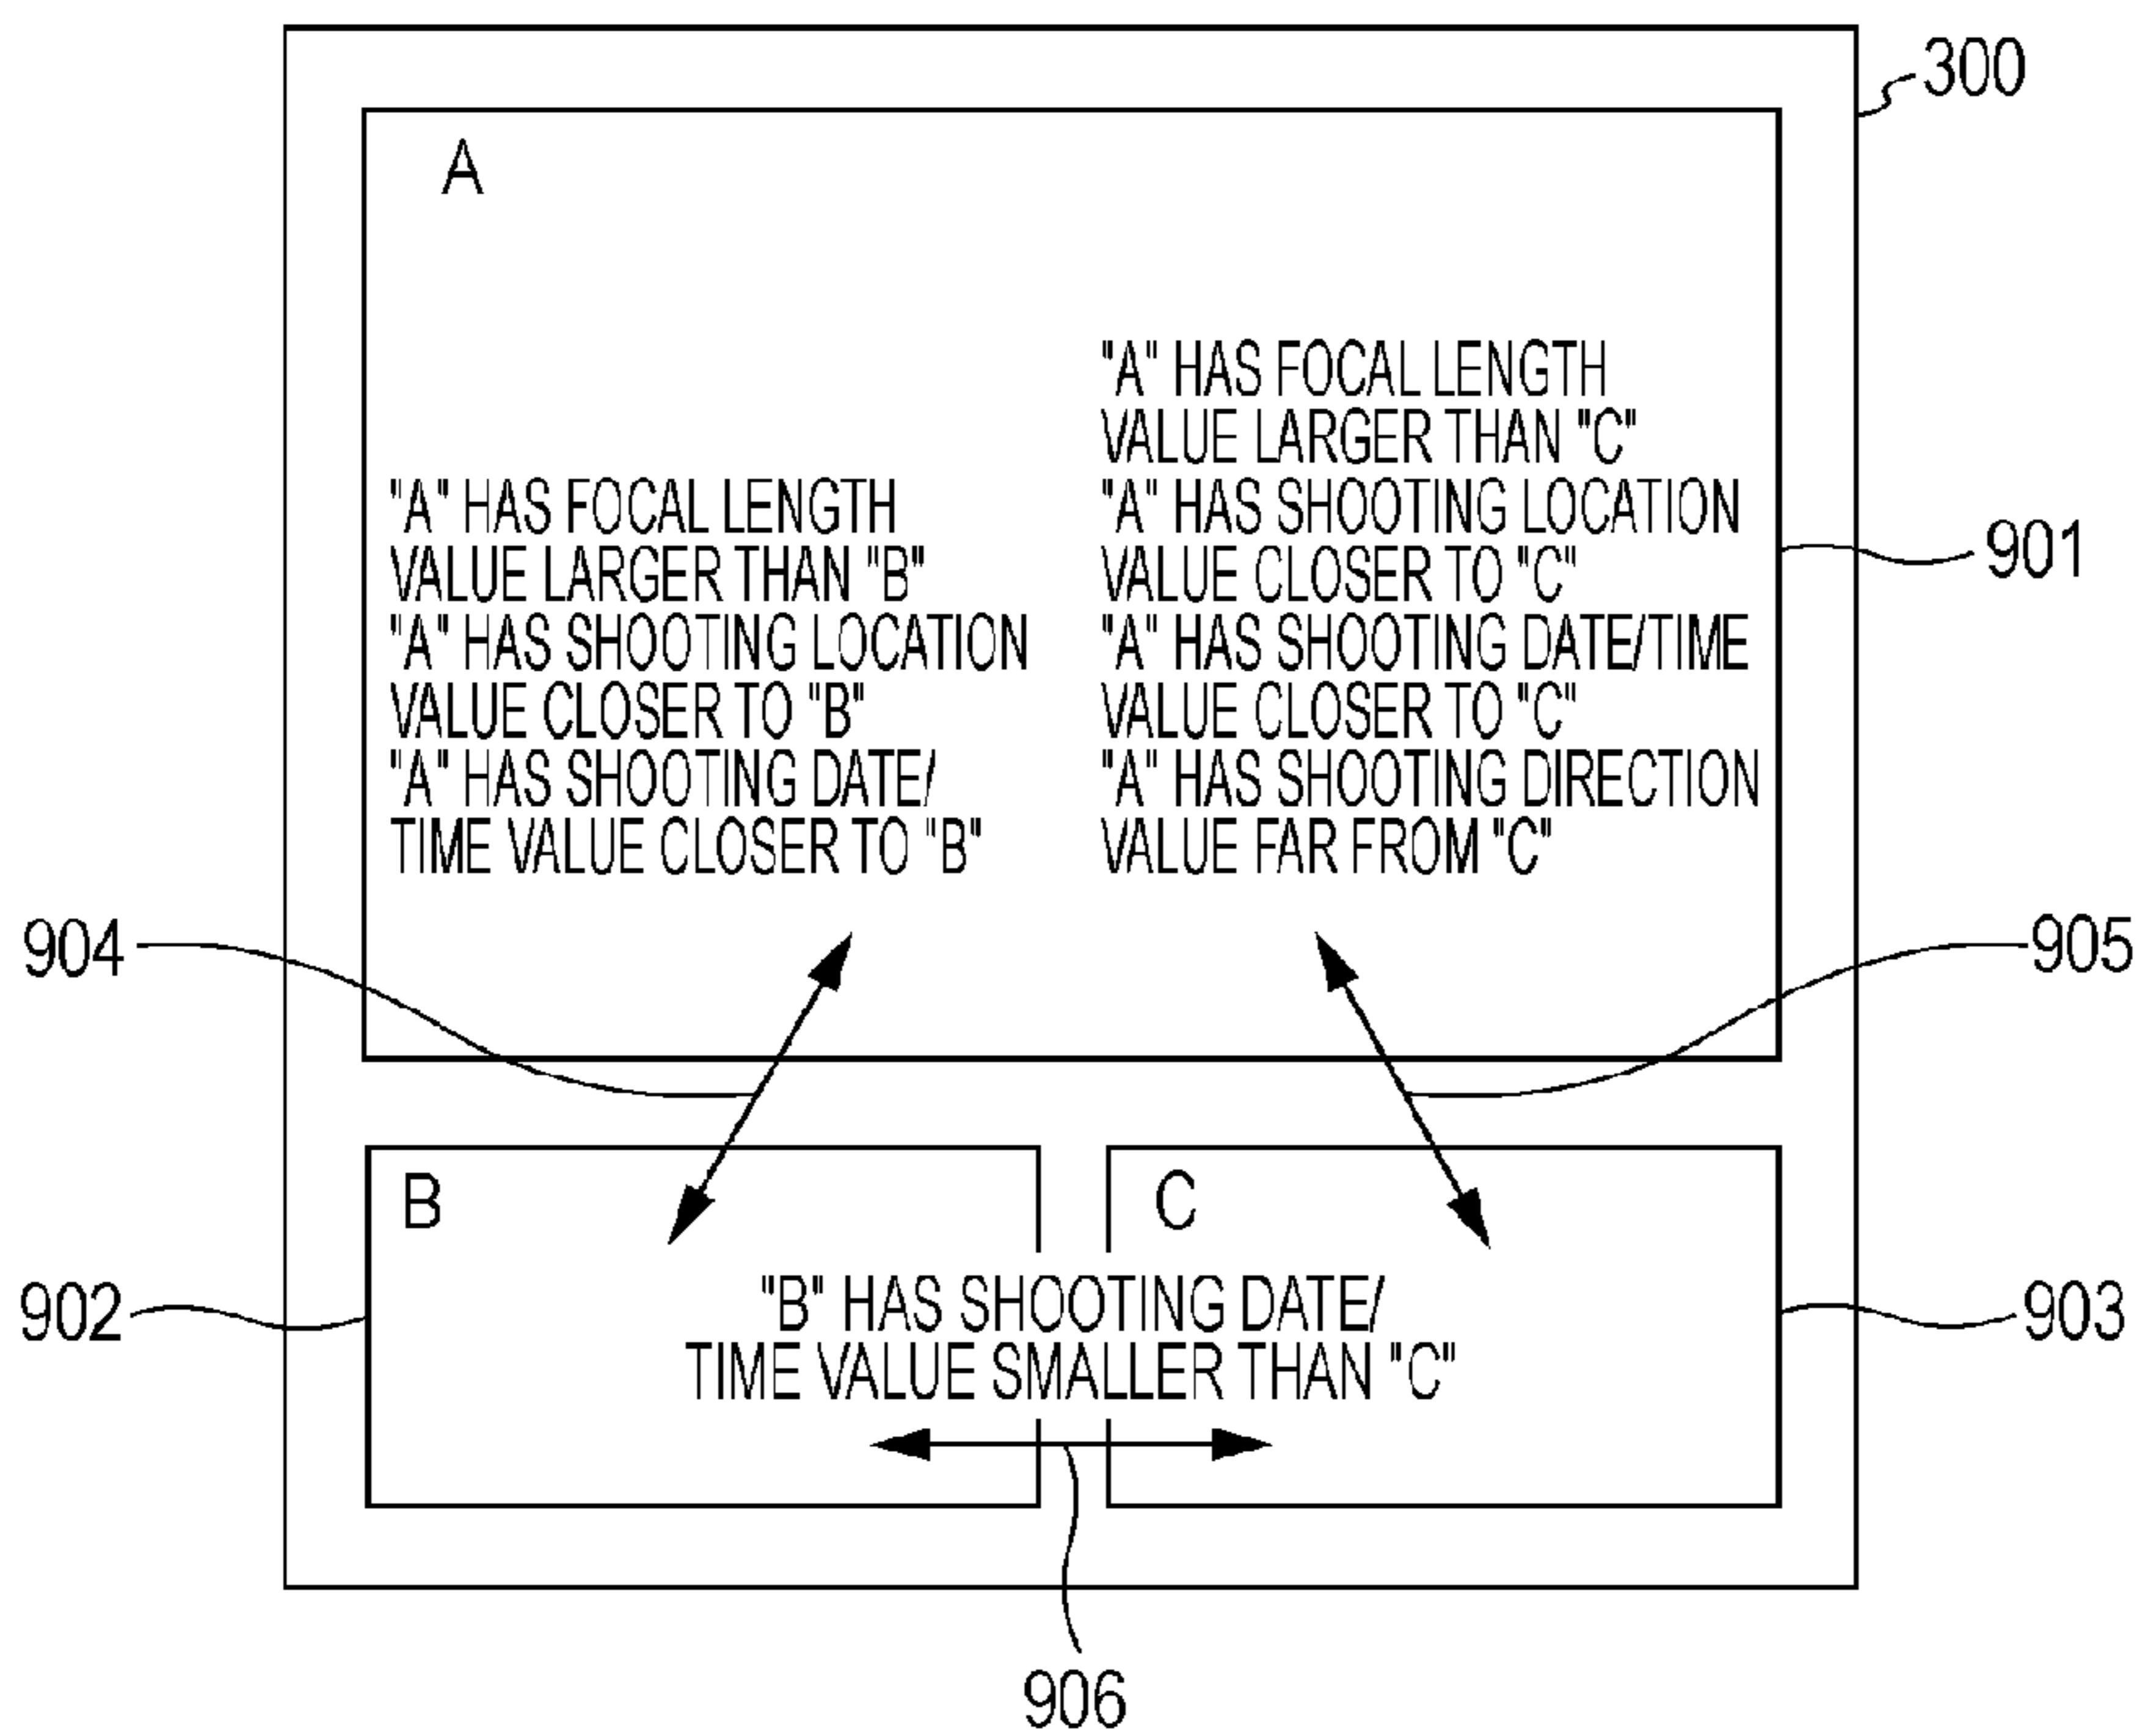 300
A
"A" HAS FOCAL LENGTH
VALUE LARGER THAN "B"
"A" HAS SHOOTING LOCATION
VALUE CLOSER TO "B"
"A" HAS SHOOTING DATE/
TIME VALUE CLOSER TO "B"
"A" HAS FOCAL LENGTH
VALUE LARGER THAN "C"
"A" HAS SHOOTING LOCATION
VALUE CLOSER TO "C"
"A" HAS SHOOTING DATE/TIME
VALUE CLOSER TO "C"
"A" HAS SHOOTING DIRECTION
VALUE FAR FROM "C"
901
904
905
B
C
"B" HAS SHOOTING DATE/
TIME VALUE SMALLER THAN "C"
902
903
906